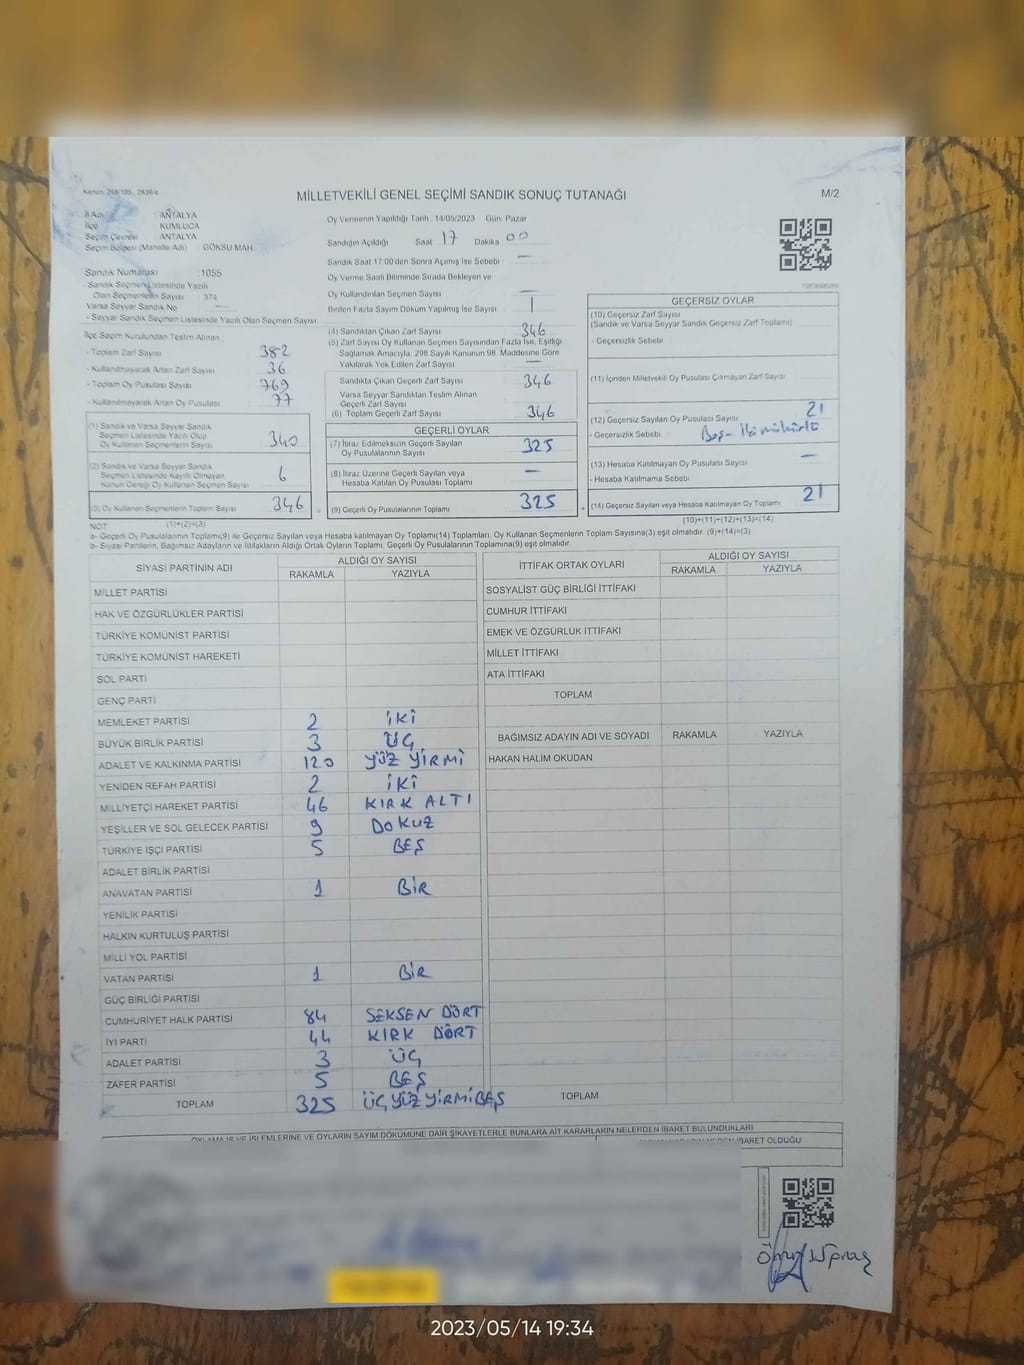 Kanun: 298/105 , 2839/4
MİLLETVEKİLİ GENEL SEÇİMİ SANDIK SONUÇ TUTANAĞI
M/2
İl Adı : ANTALYA
İlçe : KUMLUCA
Seçim Çevresi : ANTALYA
Seçim Bölgesi (Mahalle Adı) GÖKSU MAH
Oy Vermenin Yapıldığı Tarih :14/05/2023 Gün Pazar
Sandığın Açıldığı Saat 17 Dakika 00
Sandık Saat 17:00'den Sonra Açımış İse Sebebi : —
Oy Verme Saati Bitiminde Sırada Bekleyen ve
Oy Kullandırılan Seçmen Sayısı —
Birden Fazla Sayım Döküm Yapılmış İse Sayısı 1
Sandık Numarası :1055
- Sandık Seçmen Listesinde Yazılı
Olan Seçmenlerin Sayısı : 374
Varsa Seyyar Sandık No —
- Seyyar Sandık Seçmen Listesinde Yazılı Olan Seçmen Sayısı:
İlçe Seçim Kurulundan Teslim Alınan :
- Toplam Zarf Sayısı 382
- Kullanılmayarak Artan Zarf Sayısı 36
- Toplam Oy Pusulası Sayısı 769
- Kullanılmayarak Artan Oy Pusulası 77
(1) Sandık ve Varsa Seyyar Sandık
Seçmen Listesinde Yazılı Olup
Oy Kullanan Seçmenlerin Sayısı 340
(2) Sandık ve Varsa Seyyar Sandık
Seçmen Listesinde Kayıtlı Olmayan
Kanun Gereği Oy Kullanan Seçmen Sayısı 6
(3) Oy Kullanan Seçmenlerin Toplam Sayısı 346
(1)+(2)=(3)
(4) Sandıktan Çıkan Zarf Sayısı 346
(5) Zarf Sayısı Oy Kullanan Seçmen Sayısından Fazla İse, Eşitliği
Sağlamak Amacıyla, 298 Sayılı Kanunun 98. Maddesine Göre
Yakılarak Yok Edilen Zarf Sayısı —
Sandıkta Çıkan Geçerli Zarf Sayısı 346
Varsa Seyyar Sandıktan Teslim Alınan
Geçerli Zarf Sayısı
(6) Toplam Geçerli Zarf Sayısı 346
GEÇERLİ OYLAR
(7) İtiraz Edilmeksizin Geçerli Sayılan
Oy Pusulasının Sayısı 325
(8) İtiraz Üzerine Geçerli Sayılan veya
Hesaba Katılan Oy Pusulası Toplamı —
(9) Geçerli Oy Pusulalarının Toplamı 325
GEÇERSİZ OYLAR
(10) Geçersiz Zarf Sayısı
(Sandık ve Varsa Seyyar Sandık Geçersiz Zarf Toplamı)
- Geçersizlik Sebebi
(11) İçinden Milletvekili Oy Pusulası Çıkmayan Zarf Sayısı
(12) Geçersiz Sayılan Oy Pusulası Sayısı 21
- Geçersizlik Sebebi Boş - İki mühürlü
(13) Hesaba Katılmayan Oy Pusulası Sayısı —
- Hesaba Katılmama Sebebi
(14) Geçersiz Sayılan veya Hesaba Katılmayan Oy Toplamı 21
(10)+(11)+(12)+(13)=(14)
NOT
a- Geçerli Oy Pusulalarının Toplamı(9) ile Geçersiz Sayılan veya Hesaba katılmayan Oy Toplamı(14) Toplamları, Oy Kullanan Seçmenlerin Toplam Sayısına(3) eşit olmalıdır. (9)+(14)=(3)
b- Siyasi Partilerin, Bağımsız Adayların ve İttifakların Aldığı Ortak Oyların Toplamı, Geçerli Oy Pusulalarının Toplamına(9) eşit olmalıdır.
SİYASİ PARTİNİN ADI ALDIĞI OY SAYISI
RAKAMLA YAZIYLA
MİLLET PARTİSİ
HAK VE ÖZGÜRLÜKLER PARTİSİ
TÜRKİYE KOMÜNİST PARTİSİ
TÜRKİYE KOMÜNİST HAREKETİ
SOL PARTİ
GENÇ PARTİ
MEMLEKET PARTİSİ 2 İKİ
BÜYÜK BİRLİK PARTİSİ 3 ÜÇ
ADALET VE KALKINMA PARTİSİ 120 YÜZ YİRMİ
YENİDEN REFAH PARTİSİ 2 İKİ
MİLLİYETÇİ HAREKET PARTİSİ 46 KIRK ALTI
YEŞİLLER VE SOL GELECEK PARTİSİ 9 DOKUZ
TÜRKİYE İŞÇİ PARTİSİ 5 BEŞ
ADALET BİRLİK PARTİSİ
ANAVATAN PARTİSİ 1 BİR
YENİLİK PARTİSİ
HALKIN KURTULUŞ PARTİSİ
MİLLİ YOL PARTİSİ
VATAN PARTİSİ 1 BİR
GÜÇ BİRLİĞİ PARTİSİ
CUMHURİYET HALK PARTİSİ 84 SEKSEN DÖRT
İYİ PARTİ 44 KIRK DÖRT
ADALET PARTİSİ 3 ÜÇ
ZAFER PARTİSİ 5 BEŞ
TOPLAM 325 ÜÇ YÜZ YİRMİBEŞ
İTTİFAK ORTAK OYLARI ALDIĞI OY SAYISI
RAKAMLA YAZIYLA
SOSYALİST GÜÇ BİRLİĞİ İTTİFAKI
CUMHUR İTTİFAKI
EMEK VE ÖZGÜRLÜK İTTİFAKI
MİLLET İTTİFAKI
ATA İTTİFAKI
TOPLAM
BAĞIMSIZ ADAYIN ADI VE SOYADI RAKAMLA YAZIYLA
HAKAN HALİM OKUDAN
TOPLAM
OYLAMA İŞ VE İŞLEMLERİNE VE OYLARIN SAYIM DÖKÜMÜNE DAİR ŞİKAYETLERLE BUNLARA AİT KARARLARIN NELERDEN İBARET BULUNDUKLARI
İBARET OLDUĞU
2023/05/14 19:34